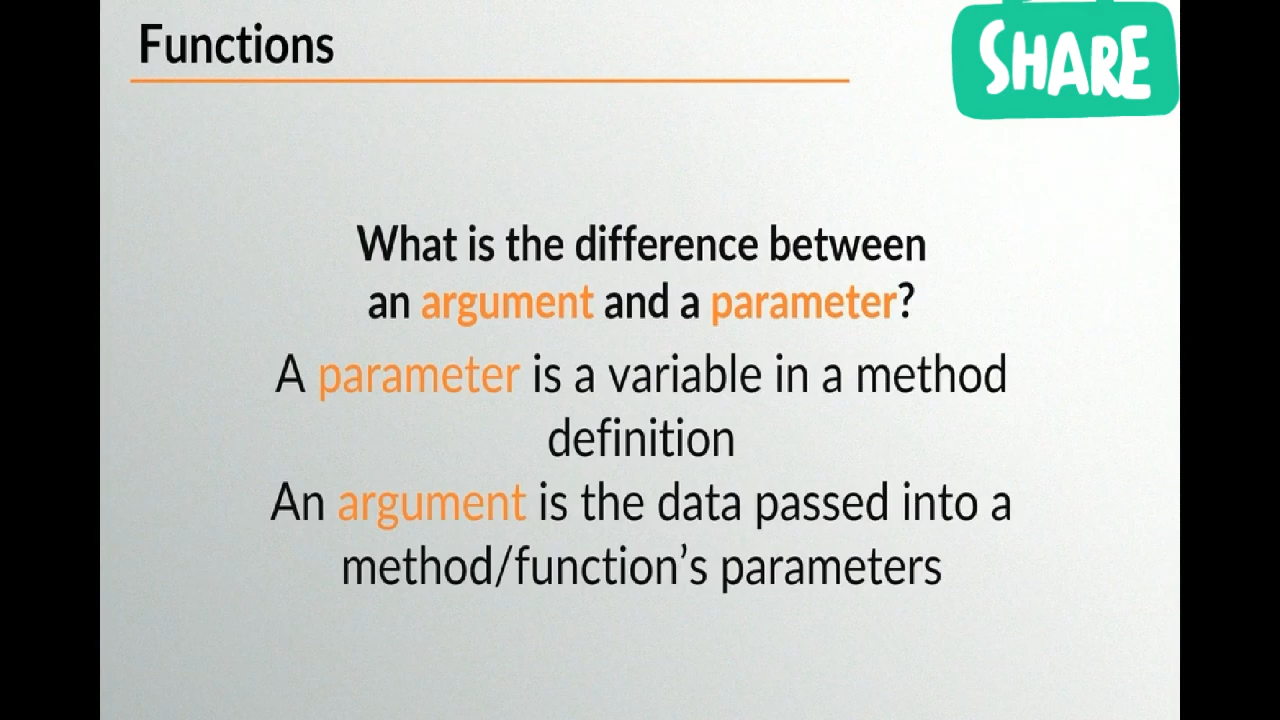 Functions
SHARE
What is the difference between
an argument and a parameter?
A parameter is a variable in a method
definition
An argument is the data passed into a
method/function’s parameters